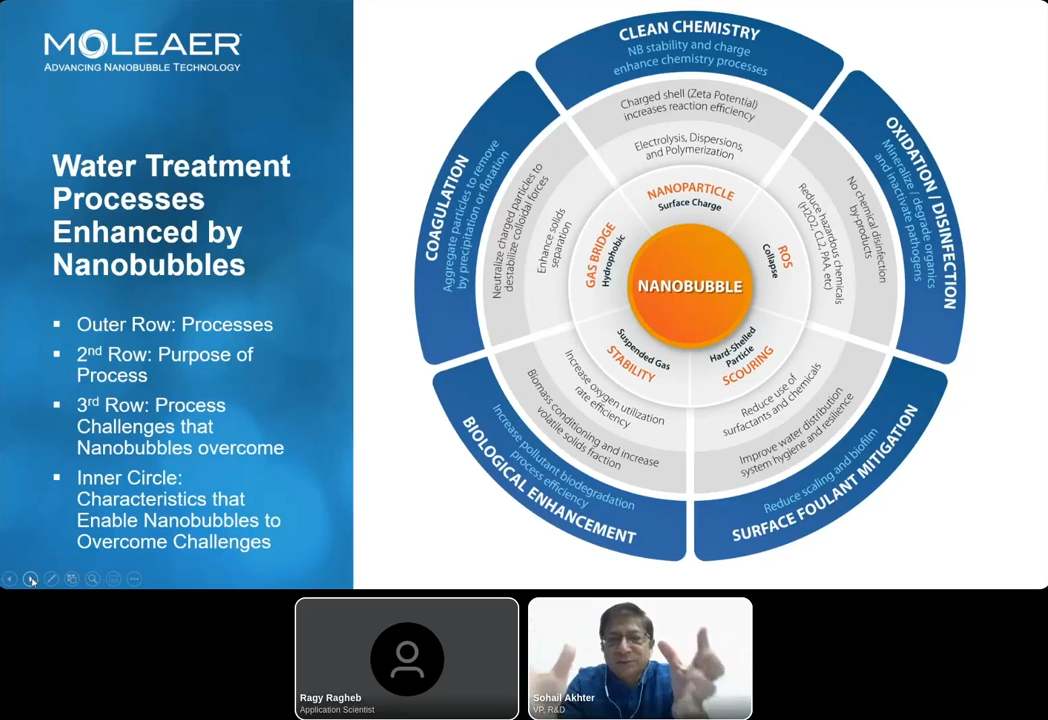 MOLEAER
ADVANCING NANOBUBBLE TECHNOLOGY
Water Treatment
Processes
Enhanced by
Nanobubbles
▪ Outer Row: Processes
▪ 2nd Row: Purpose of
Process
▪ 3rd Row: Process
Challenges that
Nanobubbles overcome
▪ Inner Circle:
Characteristics that
Enable Nanobubbles to
Overcome Challenges
CLEAN CHEMISTRY
NB stability and charge
enhance chemistry processes
Charged shell (Zeta Potential)
increases reaction efficiency
Electrolysis, Dispersions,
and Polymerization
NANOPARTICLE
Surface Charge
OXIDATION / DISINFECTION
Mineralize / degrade organics
and inactivate pathogens
No chemical disinfection
by-products
Reduce hazardous chemicals
(H2O2, CL2, PAA, etc)
ROS
Collapse
SURFACE FOULANT MITIGATION
Reduce scaling and biofilm
Improve water distribution
system hygiene and resilience
Reduce use of
surfactants and chemicals
Hard-Shelled
Particle
SCOURING
BIOLOGICAL ENHANCEMENT
Increase pollutant biodegradation
process efficiency
Biomass conditioning and increase
volatile solids fraction
Increase oxygen utilization
rate efficiency
Suspended Gas
STABILITY
COAGULATION
Aggregate particles to remove
by precipitation or flotation
Neutralize charged particles to
destabilize colloidal forces
Enhance solids
separation
GAS BRIDGE
Hydrophobic
NANOBUBBLE
Ragy Ragheb
Application Scientist
Sohail Akhter
VP, R&D